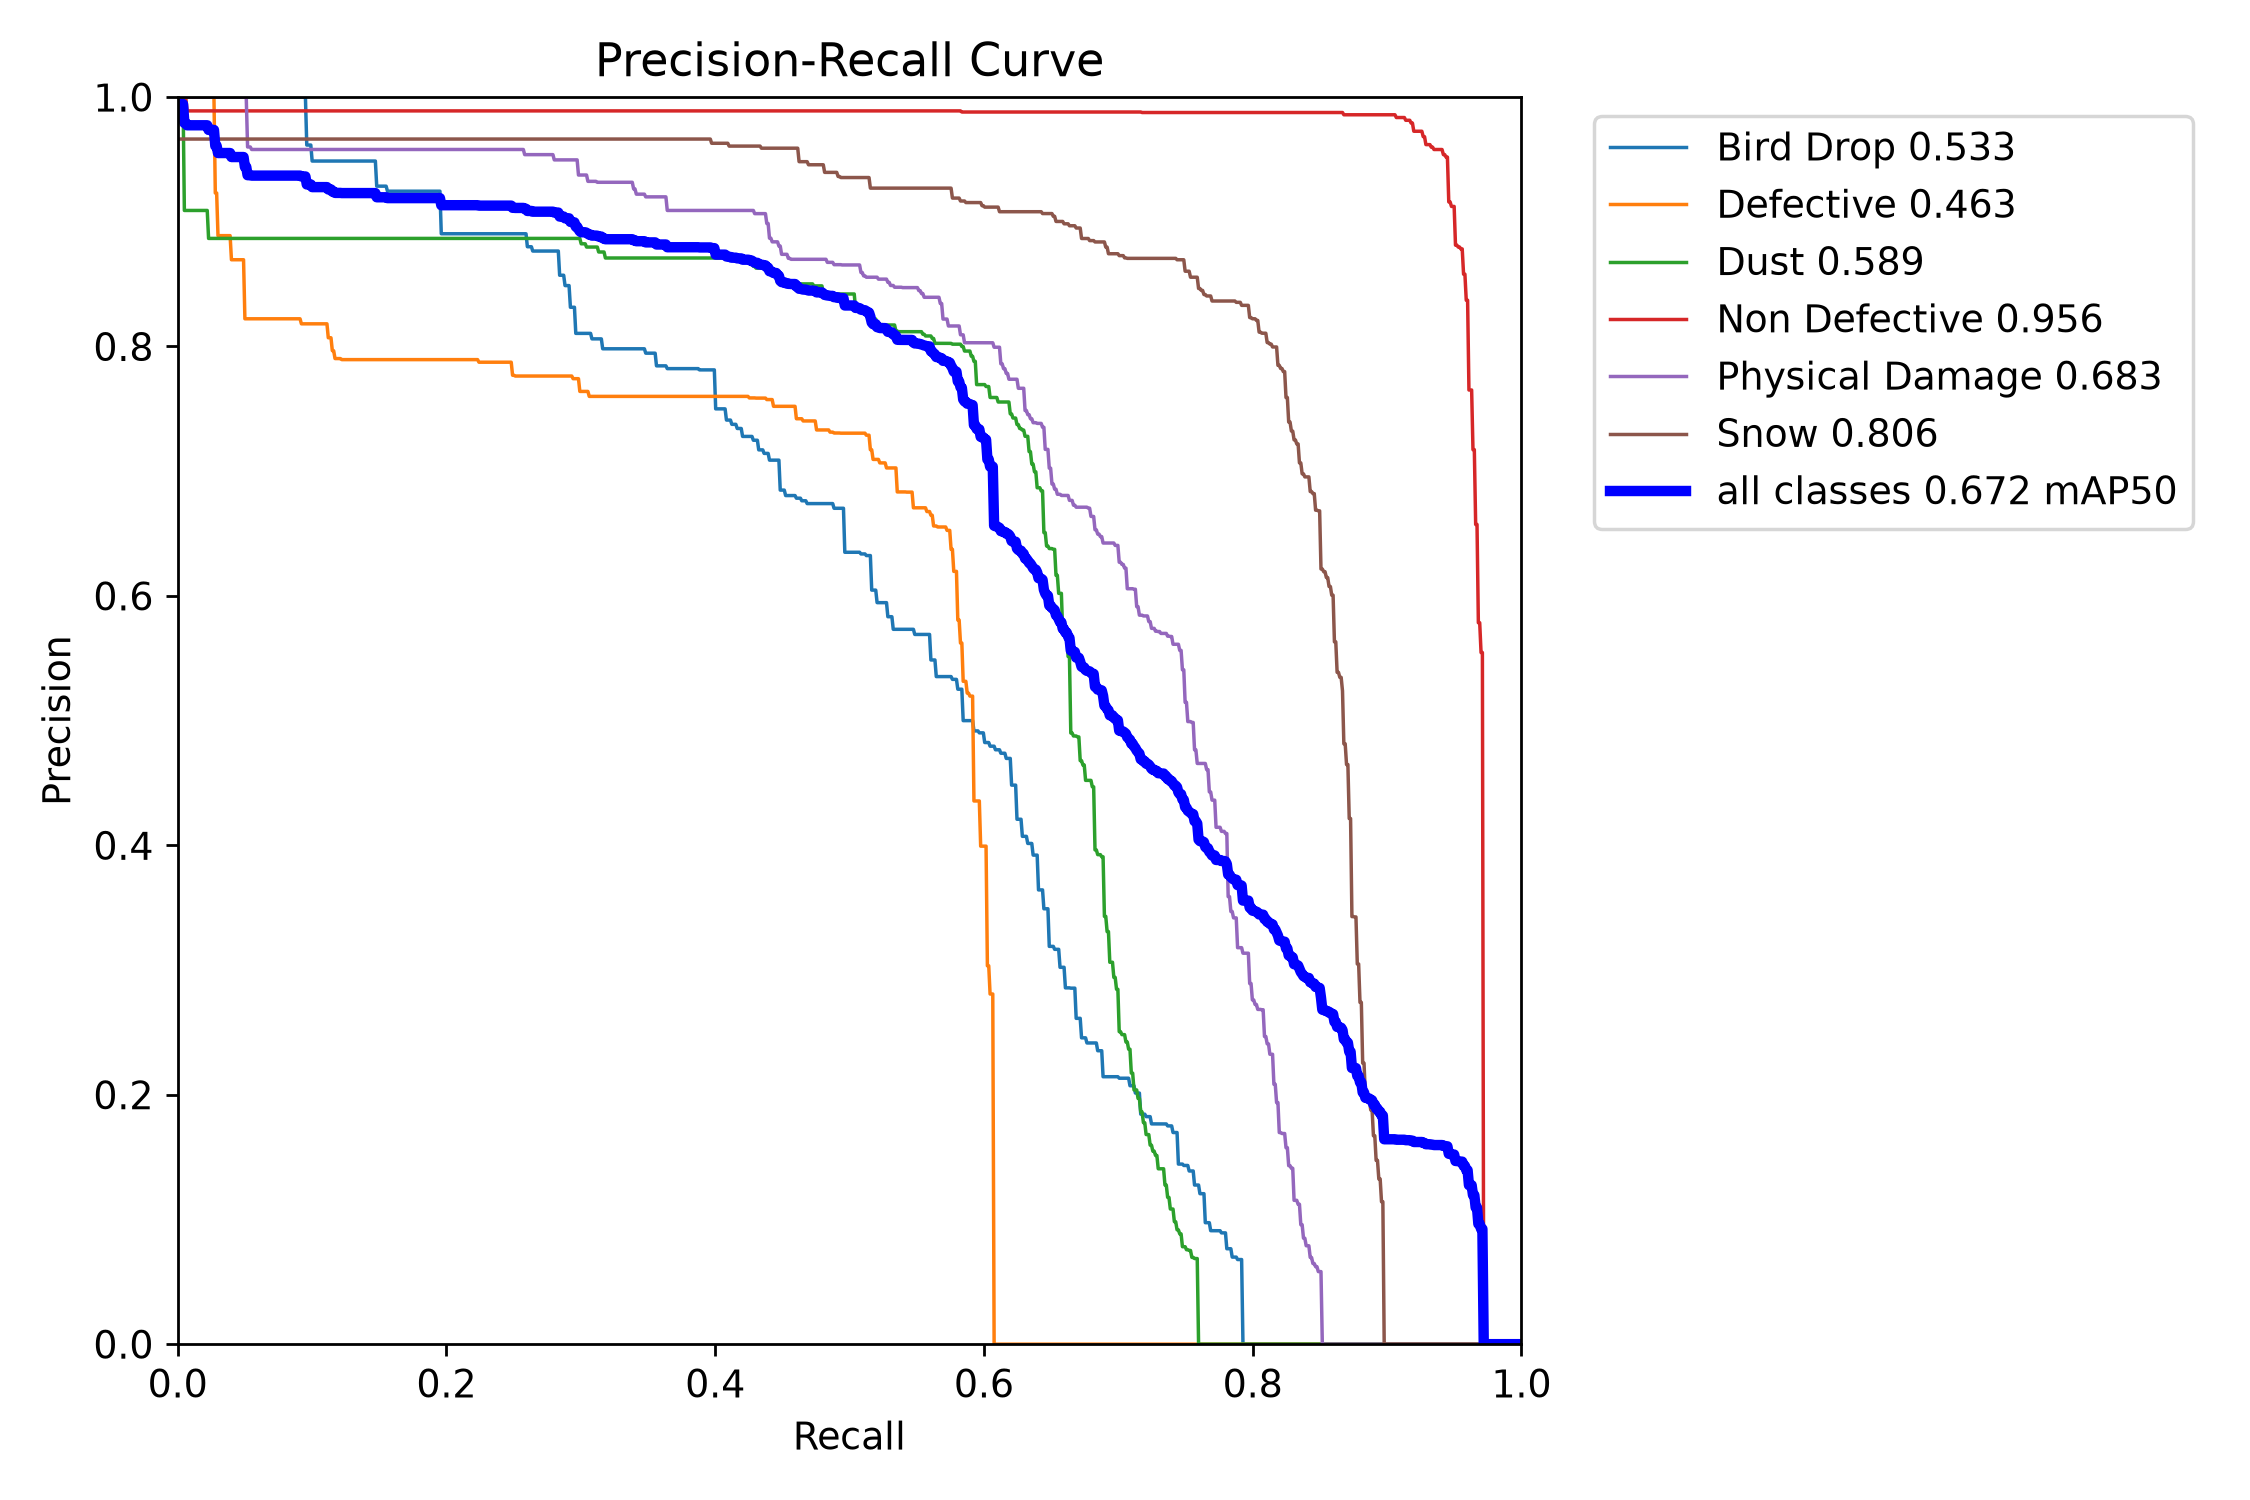 Precision-Recall Curve
1.0
0.8
0.6
0.4
0.2
0.0
Precision
0.0 0.2 0.4 0.6 0.8 1.0
Recall
Bird Drop 0.533
Defective 0.463
Dust 0.589
Non Defective 0.956
Physical Damage 0.683
Snow 0.806
all classes 0.672 mAP50